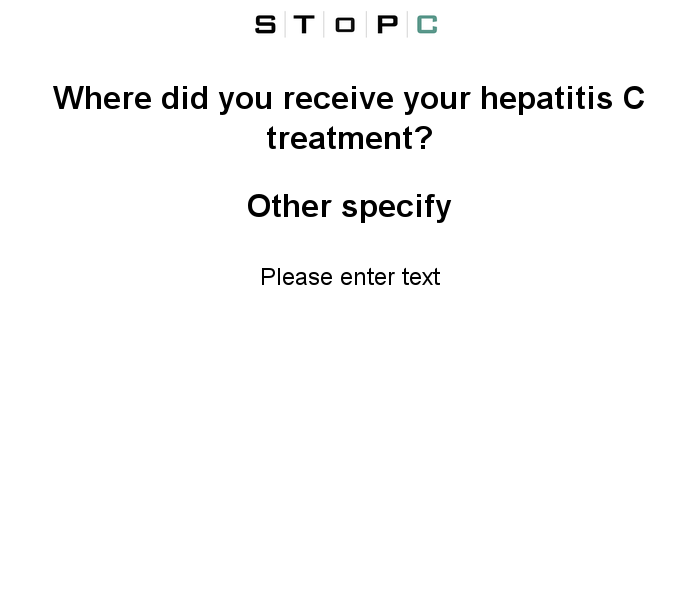 S T O P C
Where did you receive your hepatitis C
treatment?
Other specify
Please enter text